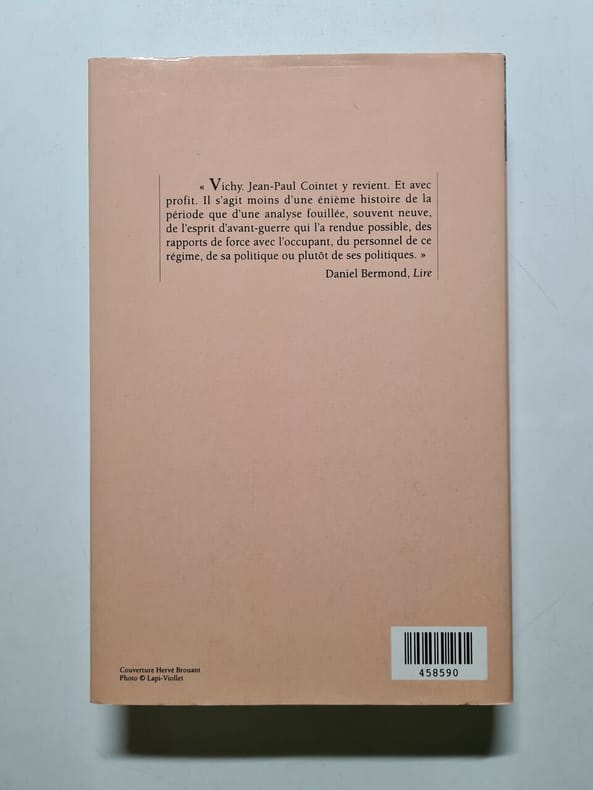 « Vichy. Jean-Paul Cointet y revient. Et avec
profit. Il s'agit moins d'une énième histoire de la
période que d'une analyse fouillée, souvent neuve,
de l'esprit d'avant-guerre qui l'a rendue possible, des
rapports de force avec l'occupant, du personnel de ce
régime, de sa politique ou plutôt de ses politiques. »
Daniel Bermond, Lire
Couverture Hervé Brouant
Photo © Lapi-Viollet
458590